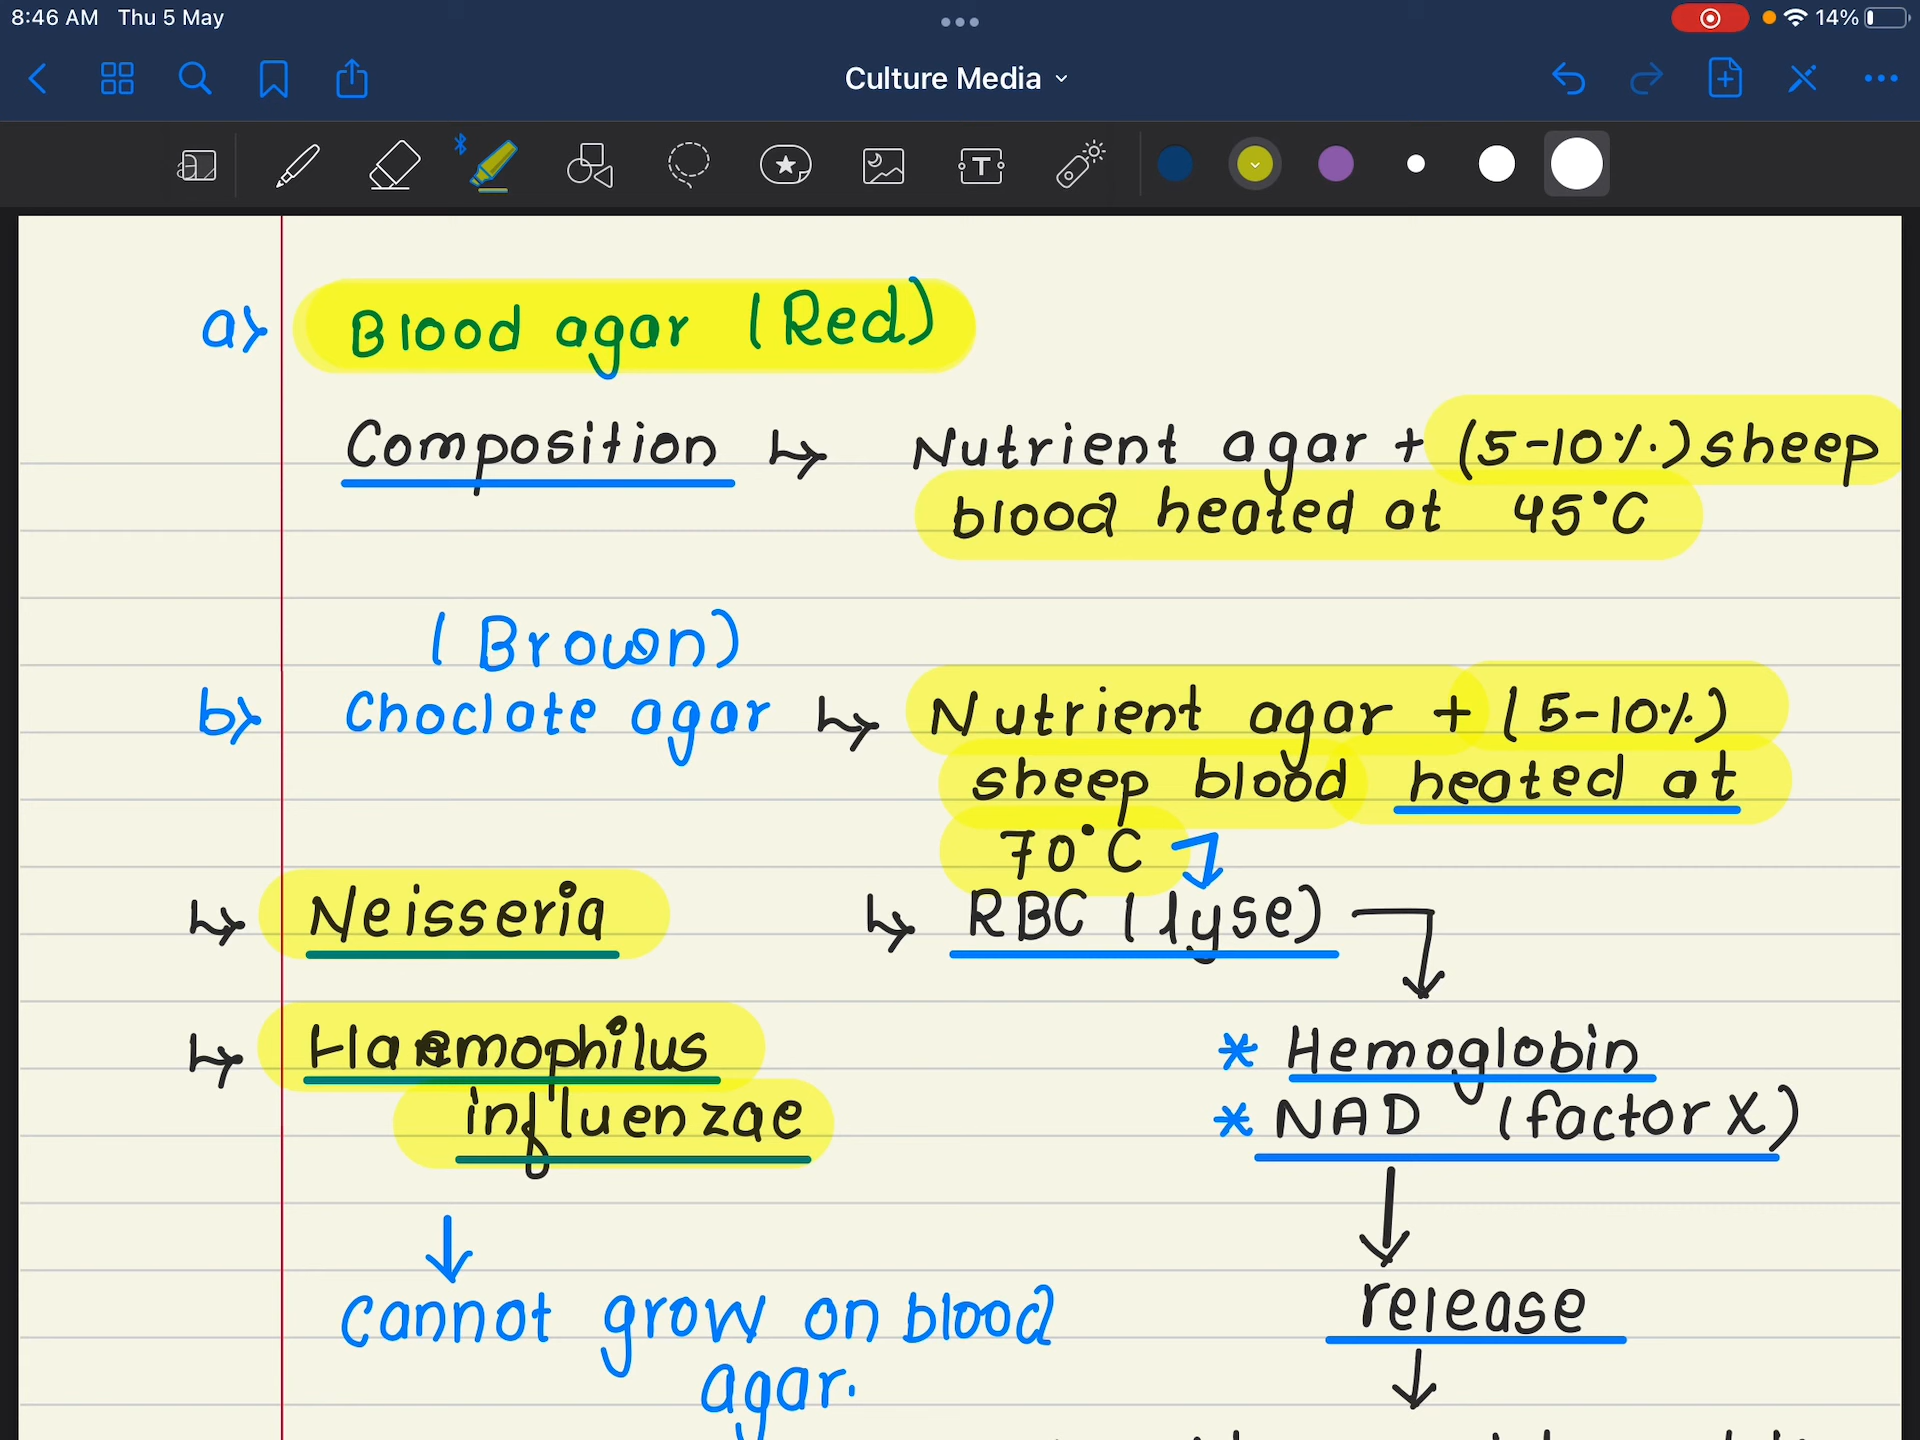 8:46 AM Thu 5 May
14%
Culture Media
a) Blood agar (Red)
Composition ↳ Nutrient agar + (5-10%) sheep
blood heated at 45°C
(Brown)
b) Choclate agar ↳ Nutrient agar + (5-10%)
sheep blood heated at
70°C
↳ Neisseria
↳ RBC (lyse)
↳ Haemophilus
influenzae
* Hemoglobin
* NAD (factor X)
↓
release
↓
↓
cannot grow on blood
agar.